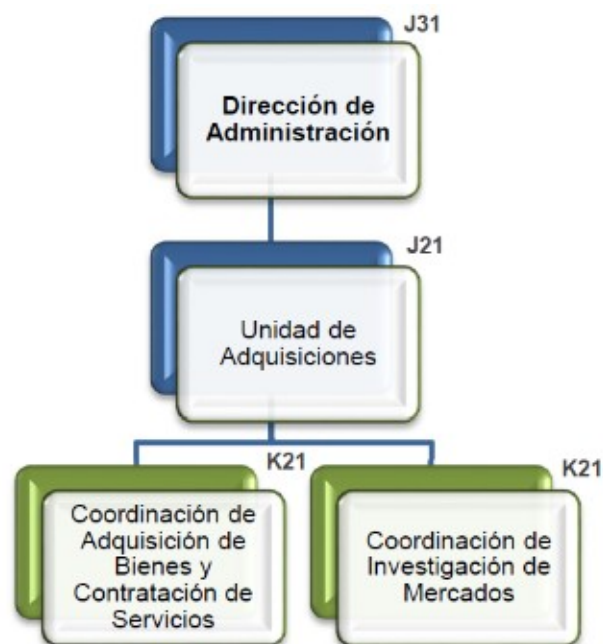 J31
Dirección de
Administración
J21
Unidad de
Adquisiciones
K21
Coordinación de
Adquisición de
Bienes y
Contratación de
Servicios
K21
Coordinación de
Investigación de
Mercados